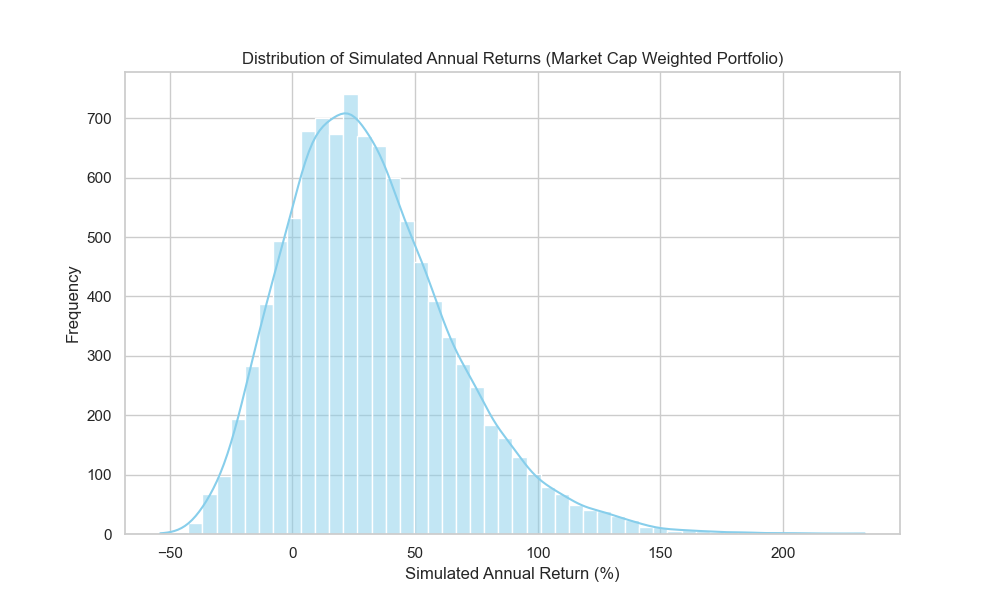 Distribution of Simulated Annual Returns (Market Cap Weighted Portfolio)
Frequency
700
600
500
400
300
200
100
0
−50 0 50 100 150 200
Simulated Annual Return (%)